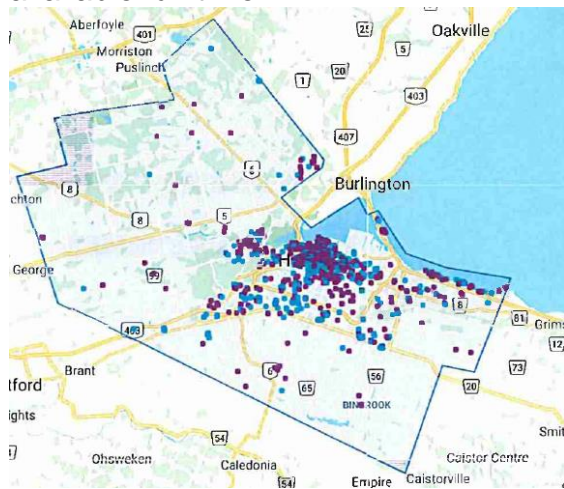 Aberfoyle
401
25
Oakville
Morriston
5
Puslinch
20
1
403
407
6
Burlington
8
chton
8
5
George
H
99
8
403
81
Grims
12
Brant
6
56
73
tford
65
20
BINBROOK
ights
54
Smit
54
Ohsweken
Caistor Centre
Caledonia
54
Empire
Caistorville